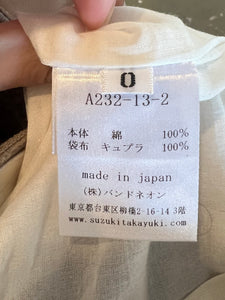 0
A232-13-2
本体 綿 100%
袋布 キュプラ 100%
made in japan
(株)バンドネオン
東京都台東区柳橋2-16-14 3階
www.suzukitakayuki.com